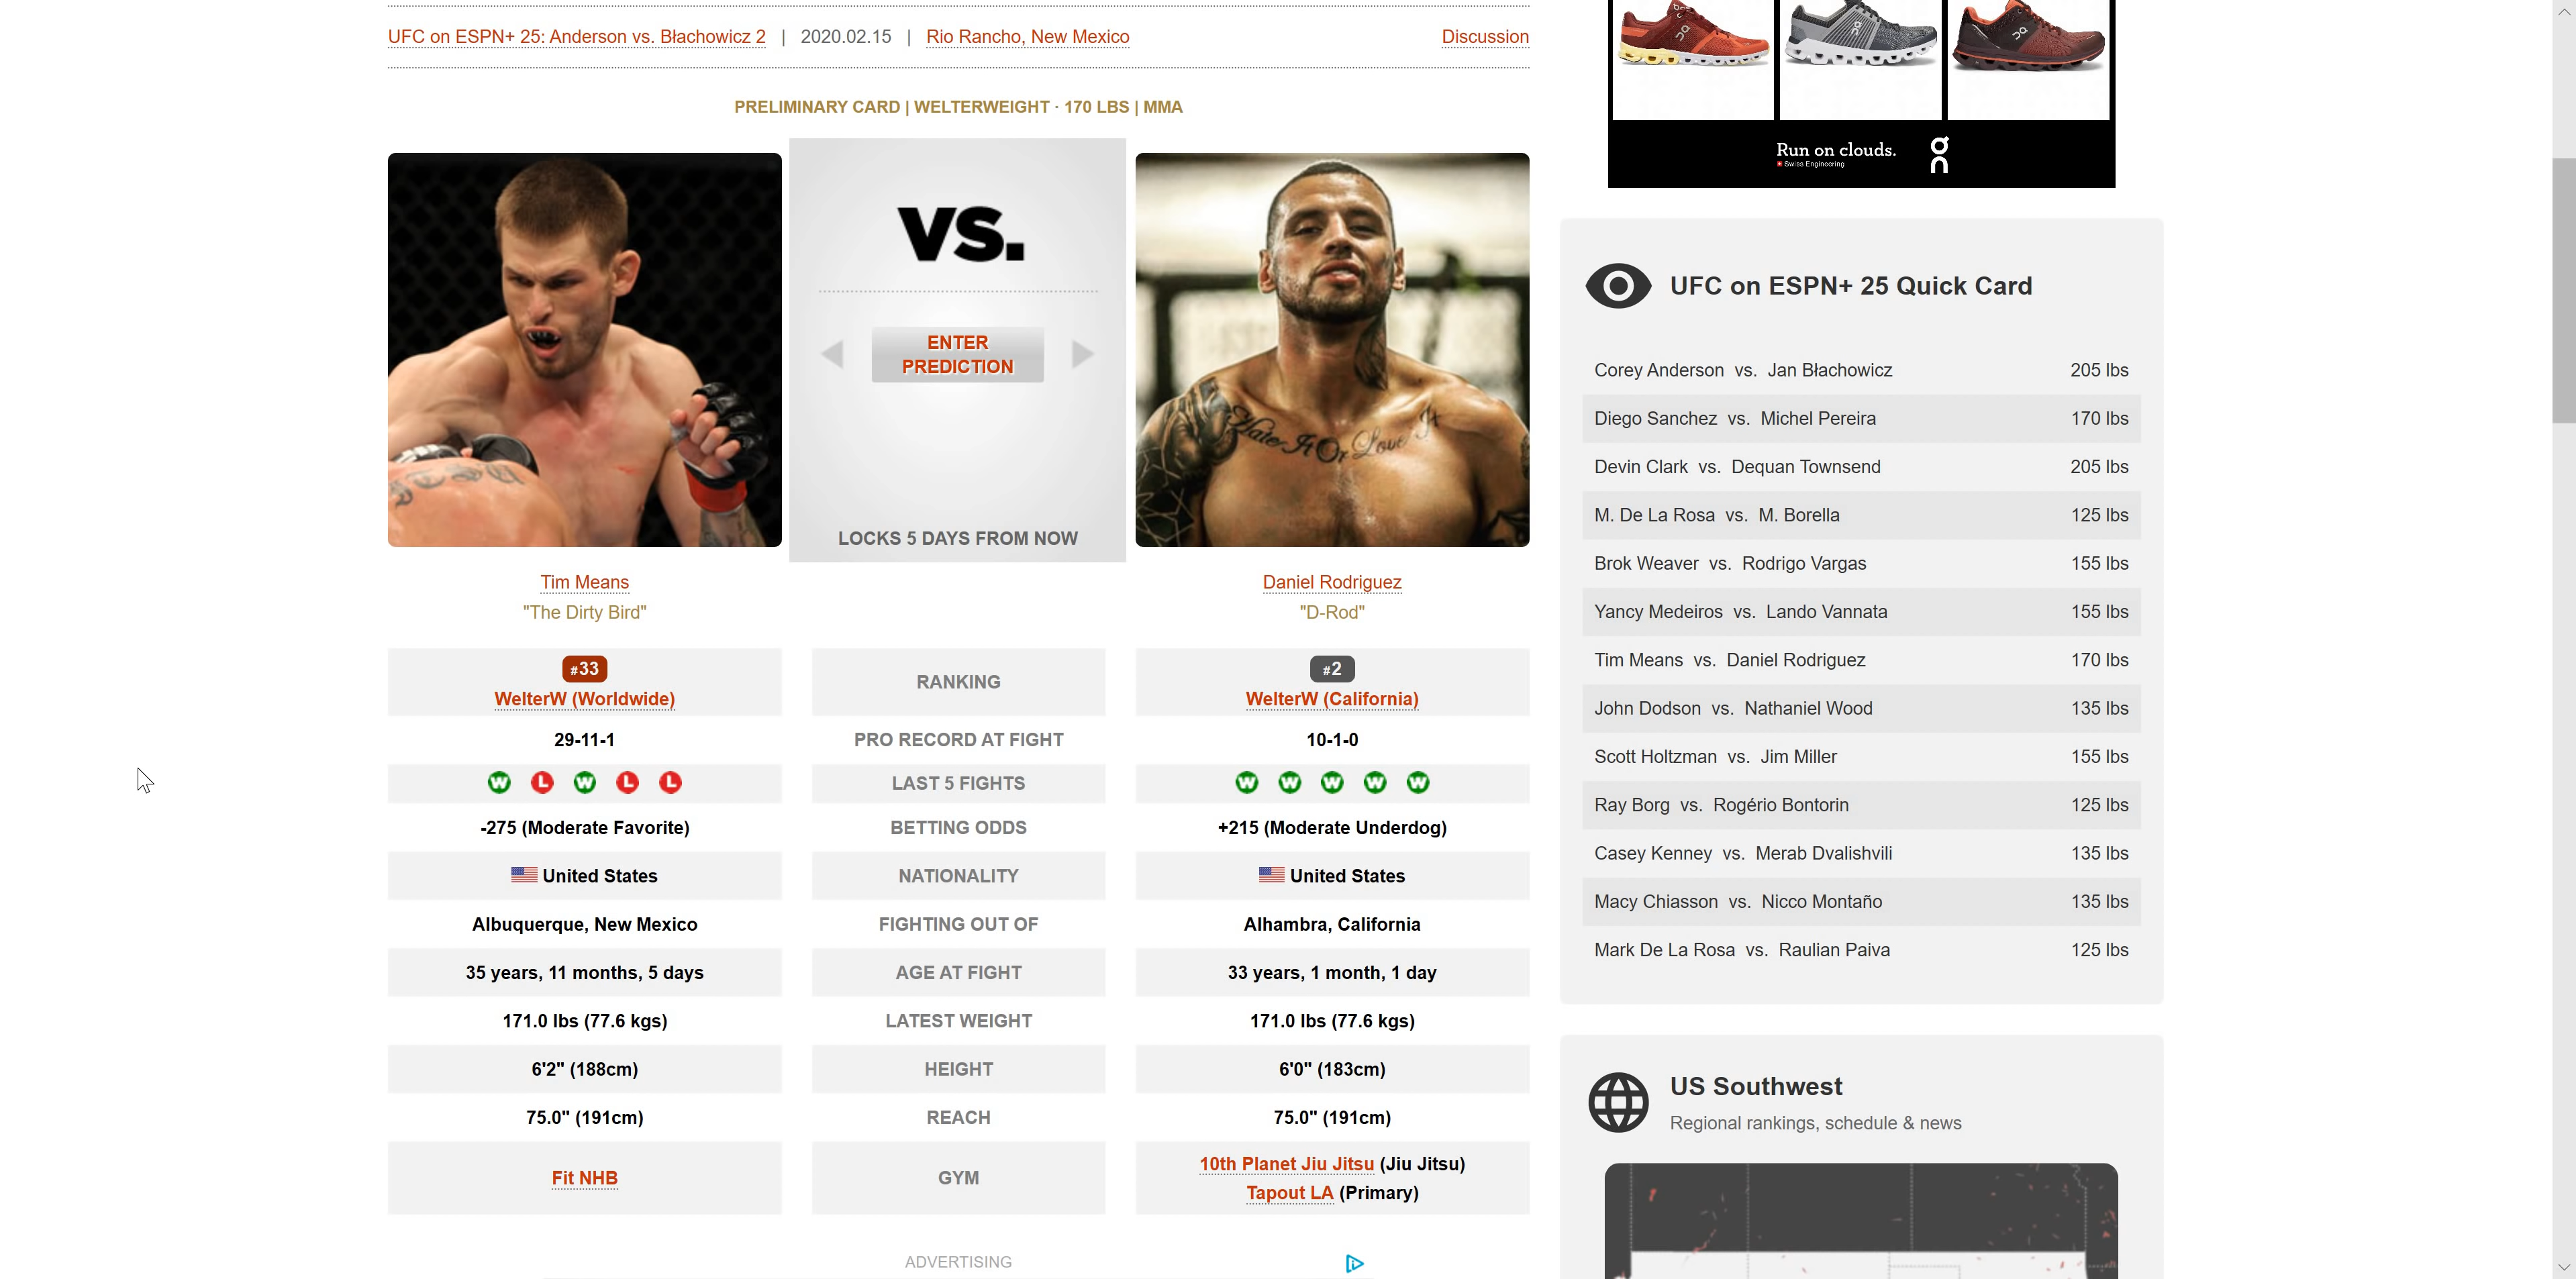 UFC on ESPN+ 25: Anderson vs. Błachowicz 2 | 2020.02.15 | Rio Rancho, New Mexico Discussion
PRELIMINARY CARD | WELTERWEIGHT · 170 LBS | MMA
VS.
ENTER
PREDICTION
LOCKS 5 DAYS FROM NOW
Hate It Or Love It
Tim Means Daniel Rodriguez
"The Dirty Bird" "D-Rod"
#33 #2
WelterW (Worldwide) RANKING WelterW (California)
29-11-1 PRO RECORD AT FIGHT 10-1-0
W L W L L LAST 5 FIGHTS W W W W W
-275 (Moderate Favorite) BETTING ODDS +215 (Moderate Underdog)
United States NATIONALITY United States
Albuquerque, New Mexico FIGHTING OUT OF Alhambra, California
35 years, 11 months, 5 days AGE AT FIGHT 33 years, 1 month, 1 day
171.0 lbs (77.6 kgs) LATEST WEIGHT 171.0 lbs (77.6 kgs)
6'2" (188cm) HEIGHT 6'0" (183cm)
75.0" (191cm) REACH 75.0" (191cm)
Fit NHB GYM 10th Planet Jiu Jitsu (Jiu Jitsu)
Tapout LA (Primary)
ADVERTISING
Run on clouds.
Swiss Engineering
UFC on ESPN+ 25 Quick Card
Corey Anderson vs. Jan Błachowicz 205 lbs
Diego Sanchez vs. Michel Pereira 170 lbs
Devin Clark vs. Dequan Townsend 205 lbs
M. De La Rosa vs. M. Borella 125 lbs
Brok Weaver vs. Rodrigo Vargas 155 lbs
Yancy Medeiros vs. Lando Vannata 155 lbs
Tim Means vs. Daniel Rodriguez 170 lbs
John Dodson vs. Nathaniel Wood 135 lbs
Scott Holtzman vs. Jim Miller 155 lbs
Ray Borg vs. Rogério Bontorin 125 lbs
Casey Kenney vs. Merab Dvalishvili 135 lbs
Macy Chiasson vs. Nicco Montaño 135 lbs
Mark De La Rosa vs. Raulian Paiva 125 lbs
US Southwest
Regional rankings, schedule & news